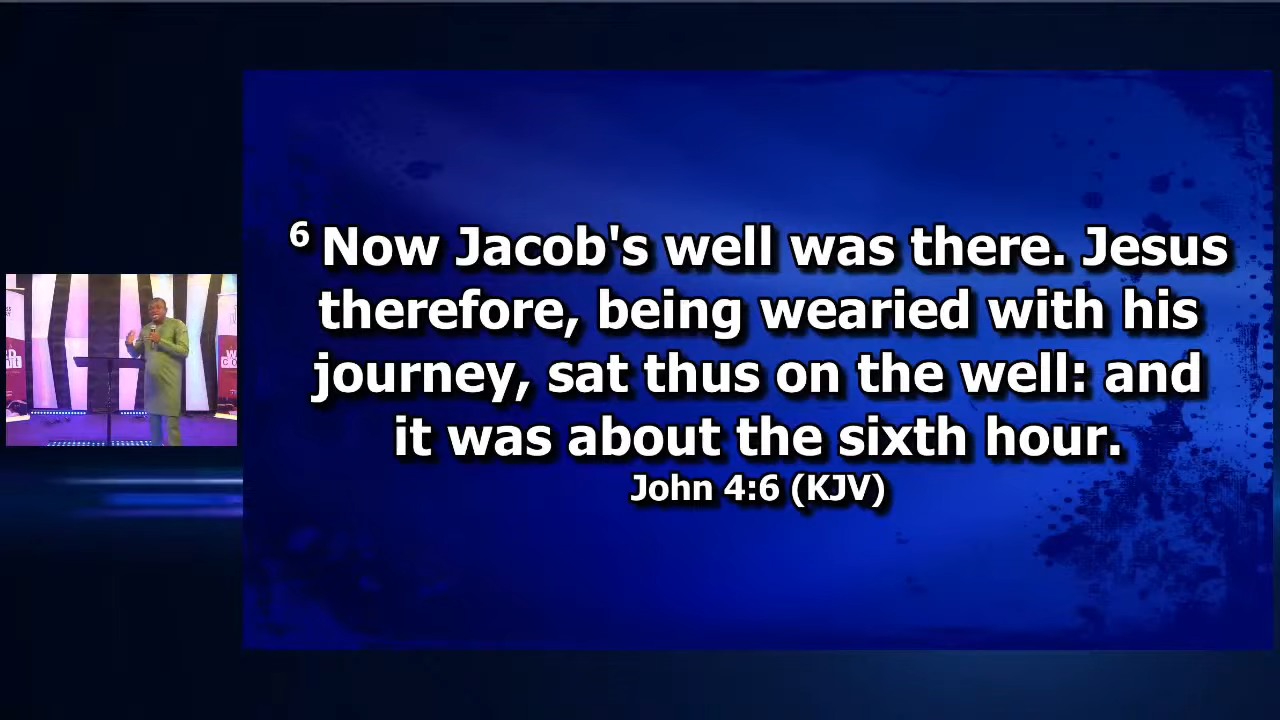 6 Now Jacob's well was there. Jesus
therefore, being wearied with his
journey, sat thus on the well: and
it was about the sixth hour.
John 4:6 (KJV)